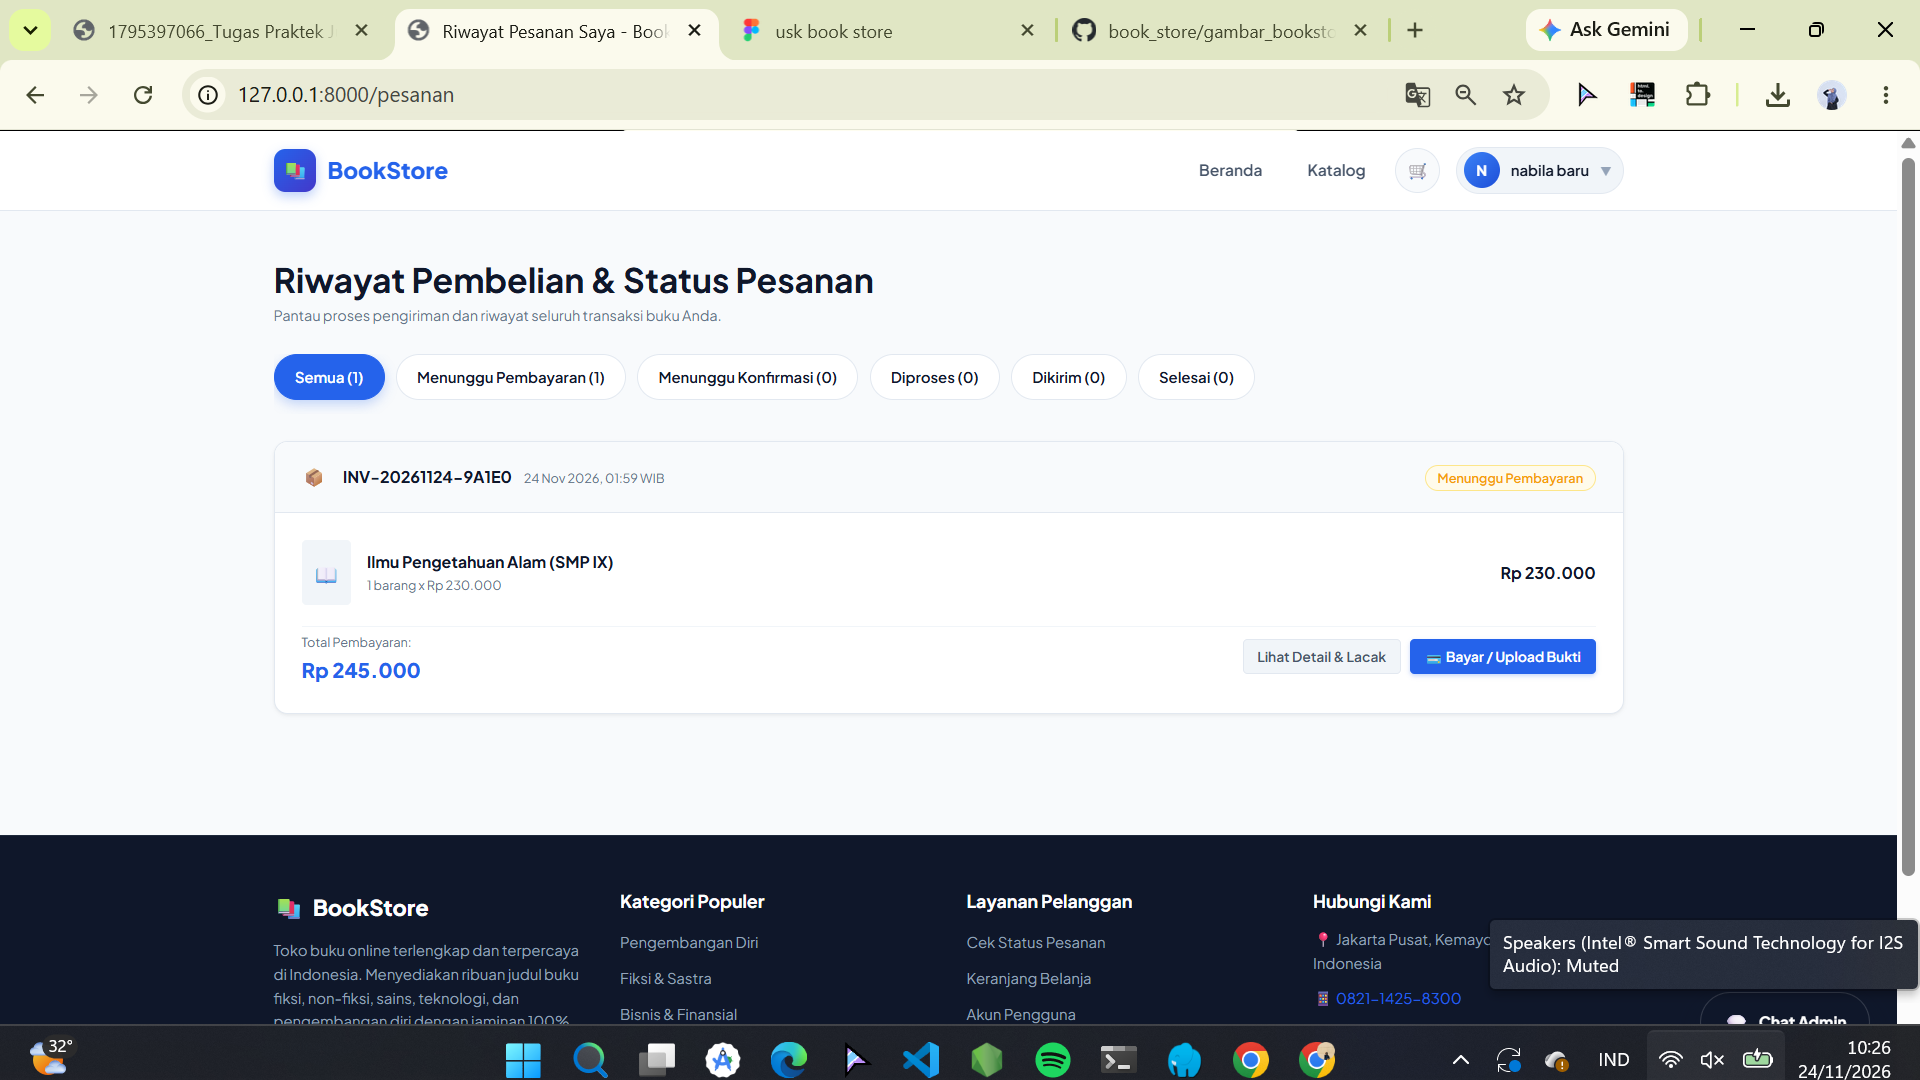 1795397066_Tugas Praktek J
Riwayat Pesanan Saya - Book
usk book store
book_store/gambar_booksto
Ask Gemini
127.0.0.1:8000/pesanan
BookStore
Beranda
Katalog
N
nabila baru
Riwayat Pembelian & Status Pesanan
Pantau proses pengiriman dan riwayat seluruh transaksi buku Anda.
Semua (1)
Menunggu Pembayaran (1)
Menunggu Konfirmasi (0)
Diproses (0)
Dikirim (0)
Selesai (0)
INV-20261124-9A1E0
24 Nov 2026, 01:59 WIB
Menunggu Pembayaran
Ilmu Pengetahuan Alam (SMP IX)
1 barang x Rp 230.000
Rp 230.000
Total Pembayaran:
Rp 245.000
Lihat Detail & Lacak
Bayar / Upload Bukti
BookStore
Toko buku online terlengkap dan terpercaya
di Indonesia. Menyediakan ribuan judul buku
fiksi, non-fiksi, sains, teknologi, dan
pengembangan diri dengan jaminan 100%
Kategori Populer
Pengembangan Diri
Fiksi & Sastra
Bisnis & Finansial
Layanan Pelanggan
Cek Status Pesanan
Keranjang Belanja
Akun Pengguna
Hubungi Kami
Jakarta Pusat, Kemayo
Indonesia
0821-1425-8300
Speakers (Intel® Smart Sound Technology for I2S
Audio): Muted
Chat Admin
32°
IND
10:26
24/11/2026